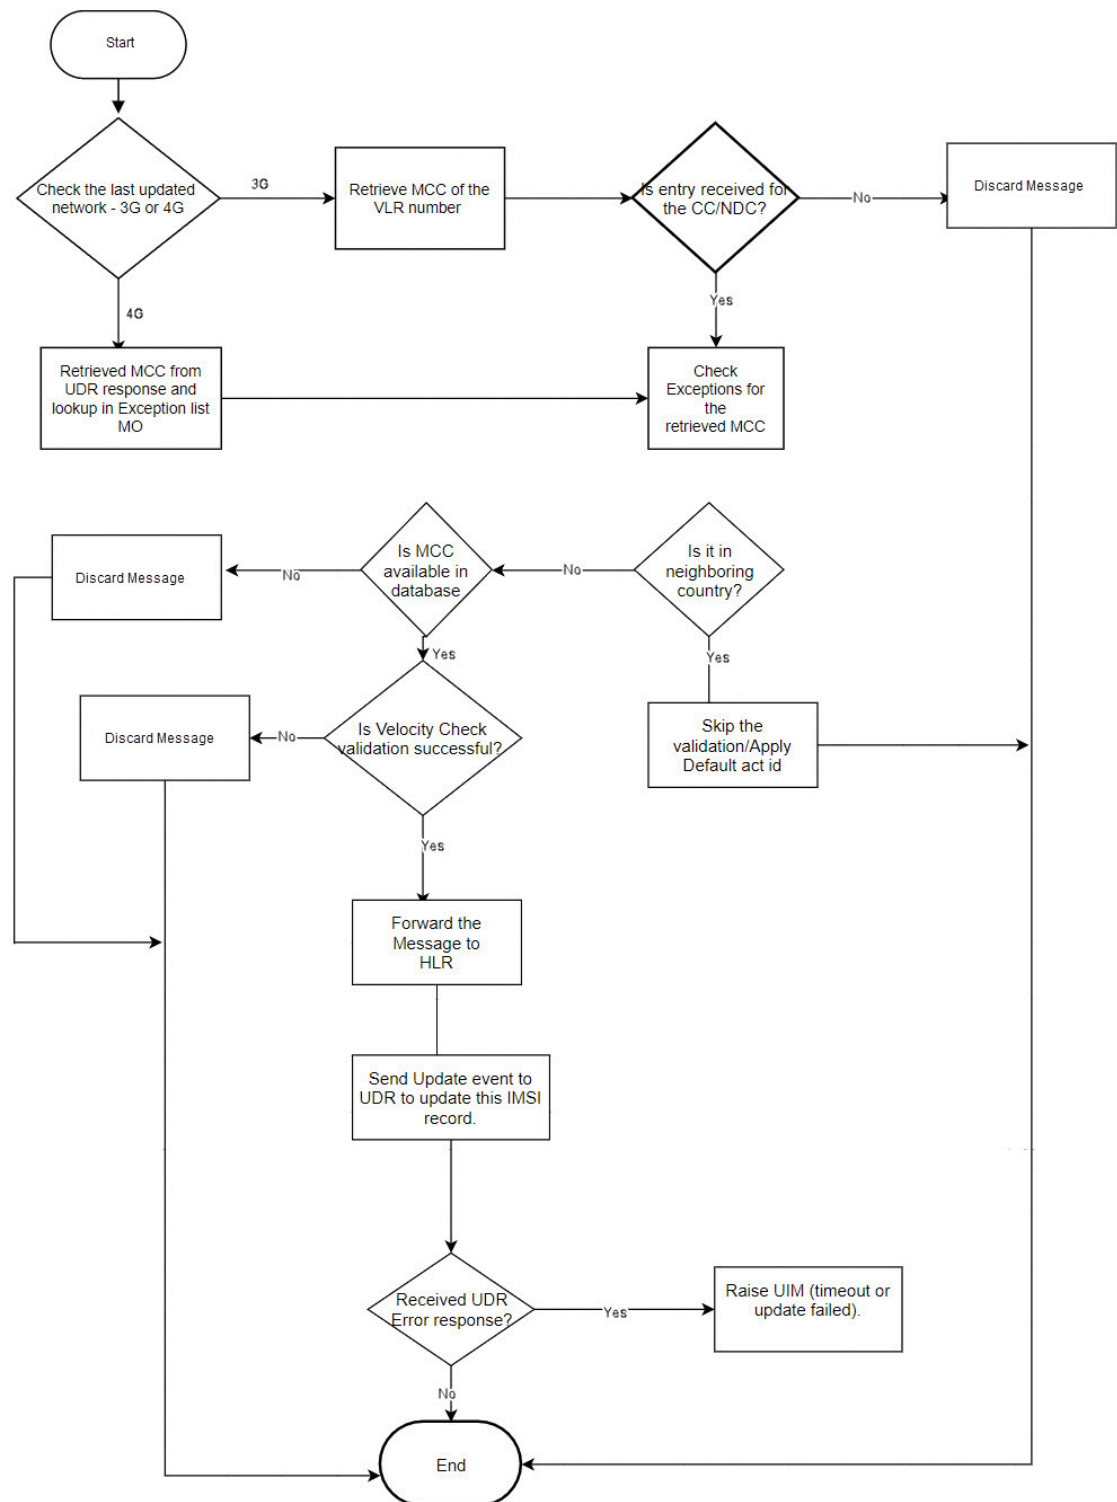 Start
Check the last updated
network - 3G or 4G
3G
Retrieve MCC of the
VLR number
Is entry received for
the CC/NDC?
No
Discard Message
4G
Yes
Retrieved MCC from
UDR response and
lookup in Exception list
MO
Check
Exceptions for
the
retrieved MCC
Discard Message
No
Is MCC
available in
database
No
Is it in
neighboring
country?
Yes
Yes
Discard Message
No
Is Velocity Check
validation successful?
Skip the
validation/Apply
Default act id
Yes
Forward the
Message to
HLR
Send Update event to
UDR to update this IMSI
record.
Received UDR
Error response?
Yes
Raise UIM (timeout or
update failed).
No
End